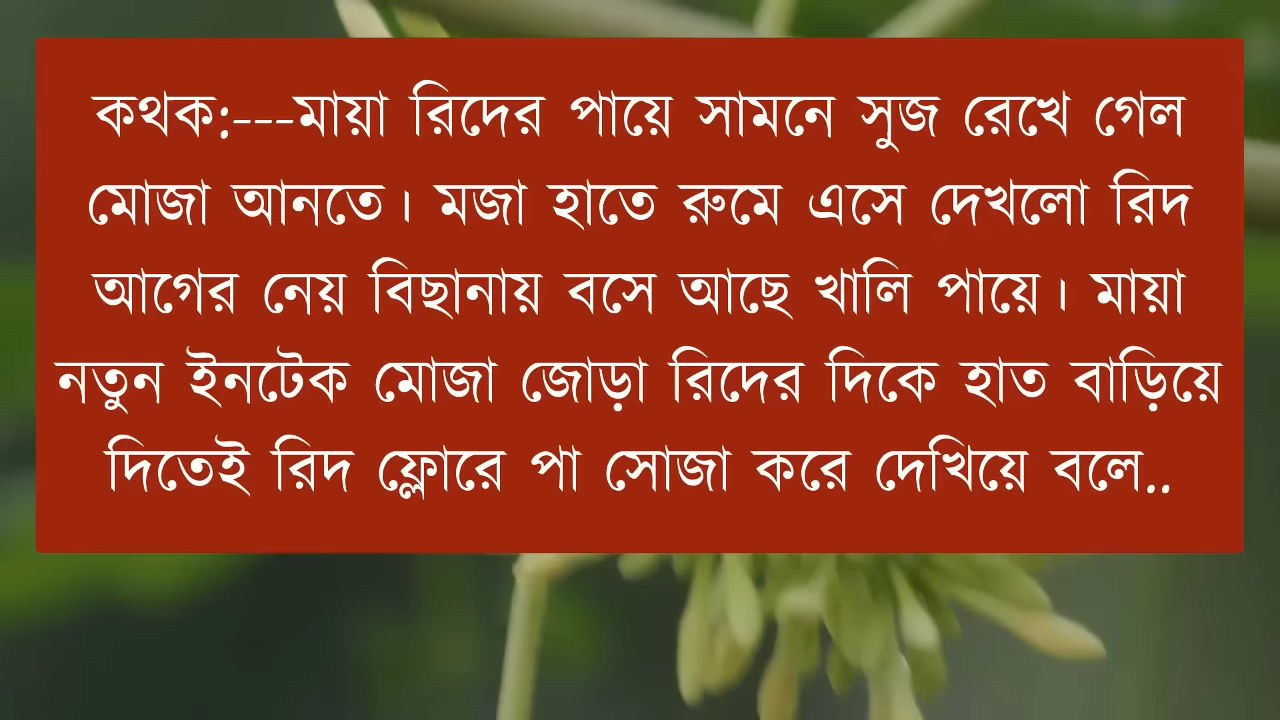 কথক:---মায়া রিদের পায়ে সামনে সুজ রেখে গেল
মোজা আনতে। মজা হাতে রুমে এসে দেখলো রিদ
আগের নেয় বিছানায় বসে আছে খালি পায়ে। মায়া
নতুন ইনটেক মোজা জোড়া রিদের দিকে হাত বাড়িয়ে
দিতেই রিদ ফ্লোরে পা সোজা করে দেখিয়ে বলে..